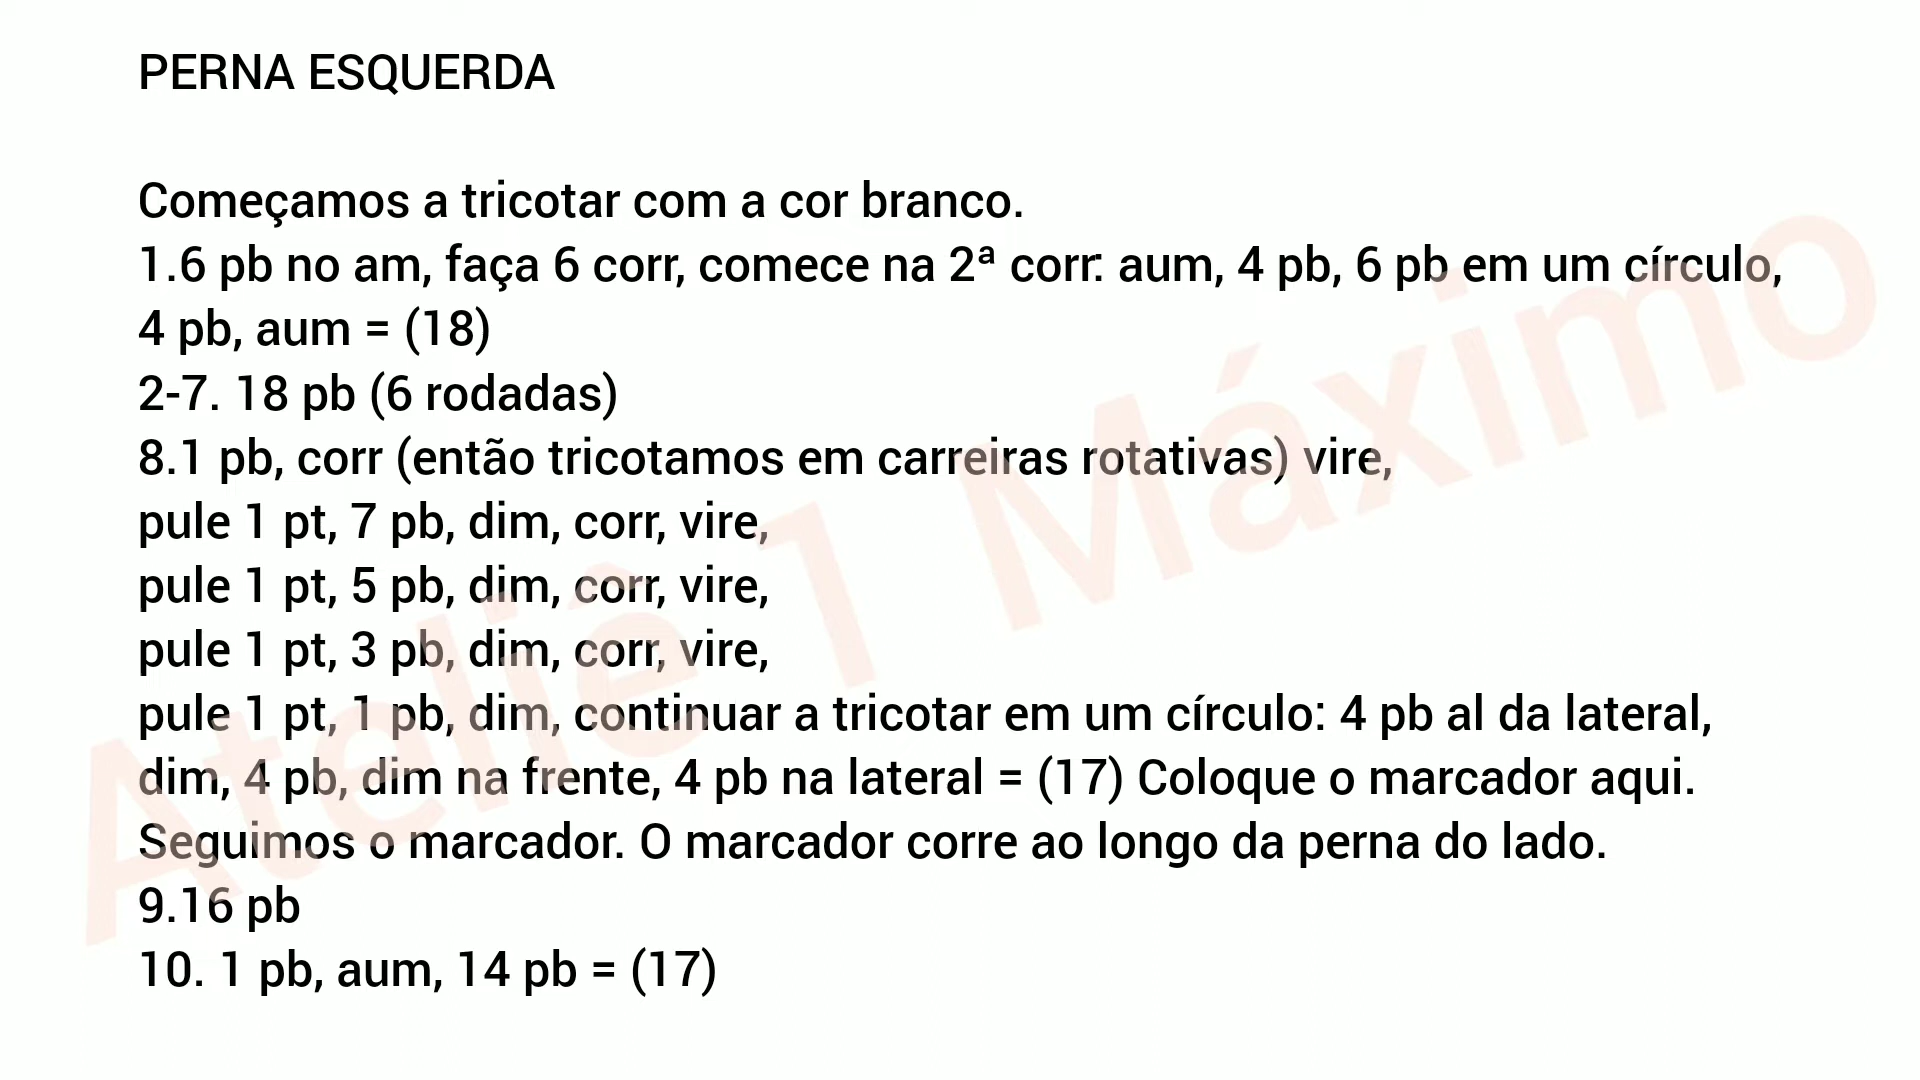 PERNA ESQUERDA
Começamos a tricotar com a cor branco.
1.6 pb no am, faça 6 corr, comece na 2ª corr: aum, 4 pb, 6 pb em um círculo,
4 pb, aum = (18)
2-7. 18 pb (6 rodadas)
8.1 pb, corr (então tricotamos em carreiras rotativas) vire,
pule 1 pt, 7 pb, dim, corr, vire,
pule 1 pt, 5 pb, dim, corr, vire,
pule 1 pt, 3 pb, dim, corr, vire,
pule 1 pt, 1 pb, dim, continuar a tricotar em um círculo: 4 pb al da lateral,
dim, 4 pb, dim na frente, 4 pb na lateral = (17) Coloque o marcador aqui.
Seguimos o marcador. O marcador corre ao longo da perna do lado.
9.16 pb
10. 1 pb, aum, 14 pb = (17)
Ateliê 1 Máximo